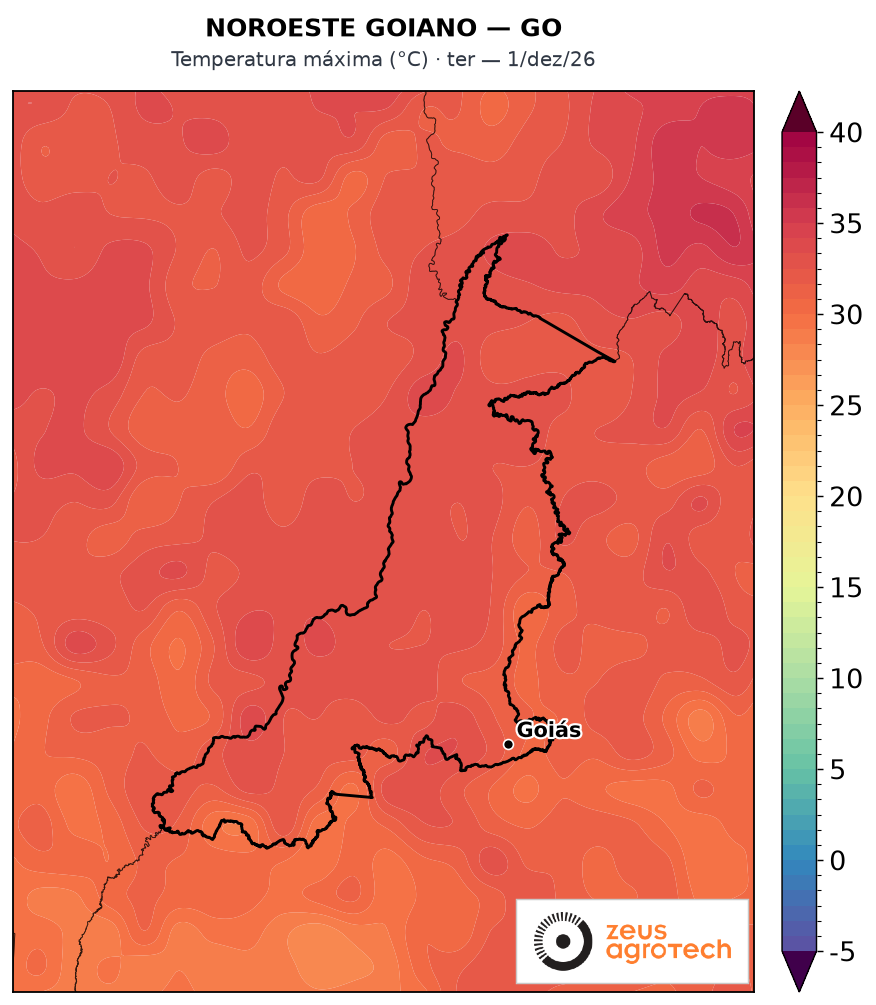 NOROESTE GOIANO — GO
Temperatura máxima (°C) · ter — 1/dez/26
40
35
30
25
20
15
10
5
0
-5
Goiás
zeus
agrotech